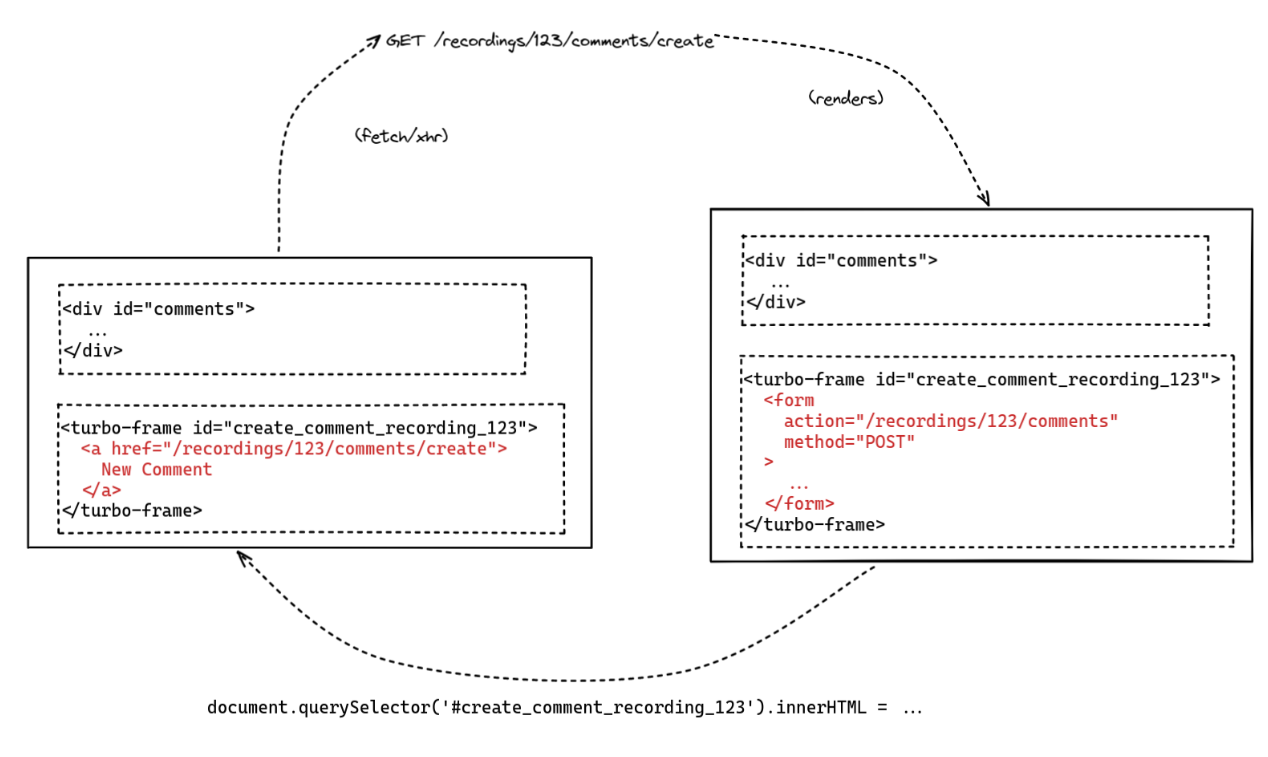 GET /recordings/123/comments/create
(renders)
(fetch/xhr)
<div id="comments">
...
</div>
<turbo-frame id="create_comment_recording_123">
<a href="/recordings/123/comments/create">
New Comment
</a>
</turbo-frame>
<div id="comments">
...
</div>
<turbo-frame id="create_comment_recording_123">
<form
action="/recordings/123/comments"
method="POST"
>
...
</form>
</turbo-frame>
document.querySelector('#create_comment_recording_123').innerHTML = ...